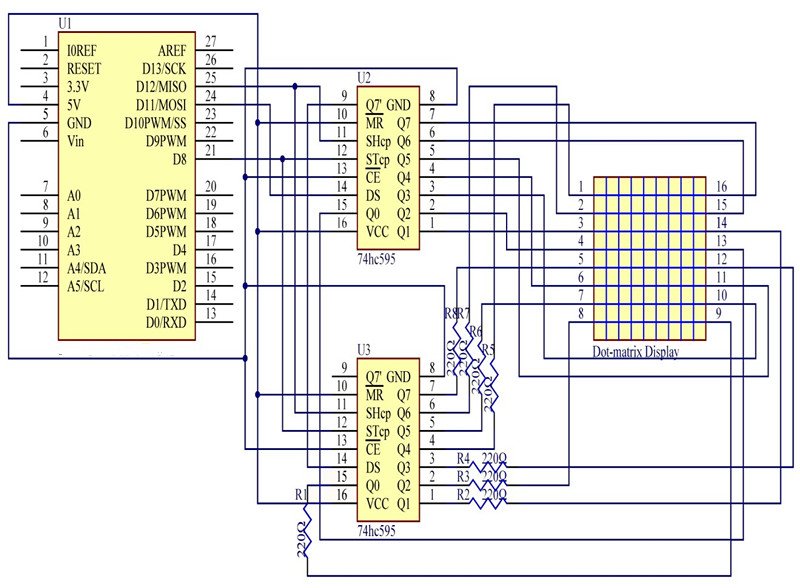 U1
1 I0REF AREF 27
2 RESET D13/SCK 26
3 3.3V D12/MISO 25
4 5V D11/MOSI 24
5 GND D10PWM/SS 23
6 Vin D9PWM 22
D8 21
7 A0 D7PWM 20
8 A1 D6PWM 19
9 A2 D5PWM 18
10 A3 D4 17
11 A4/SDA D3PWM 16
12 A5/SCL D2 15
D1/TXD 14
D0/RXD 13
U2
9 Q7' GND 8
10 MR Q7 7
11 SHcp Q6 6
12 STcp Q5 5
13 CE Q4 4
14 DS Q3 3
15 Q0 Q2 2
16 VCC Q1 1
74hc595
1 16
2 15
3 14
4 13
5 12
6 11
7 10
8 9
Dot-matrix Display
R8 R7 R6 R5
220Ω 220Ω 220Ω 220Ω
U3
9 Q7' GND 8
10 MR Q7 7
11 SHcp Q6 6
12 STcp Q5 5
13 CE Q4 4
14 DS Q3 3
15 Q0 Q2 2
16 VCC Q1 1
74hc595
R4 220Ω
R3 220Ω
R2 220Ω
R1
220Ω